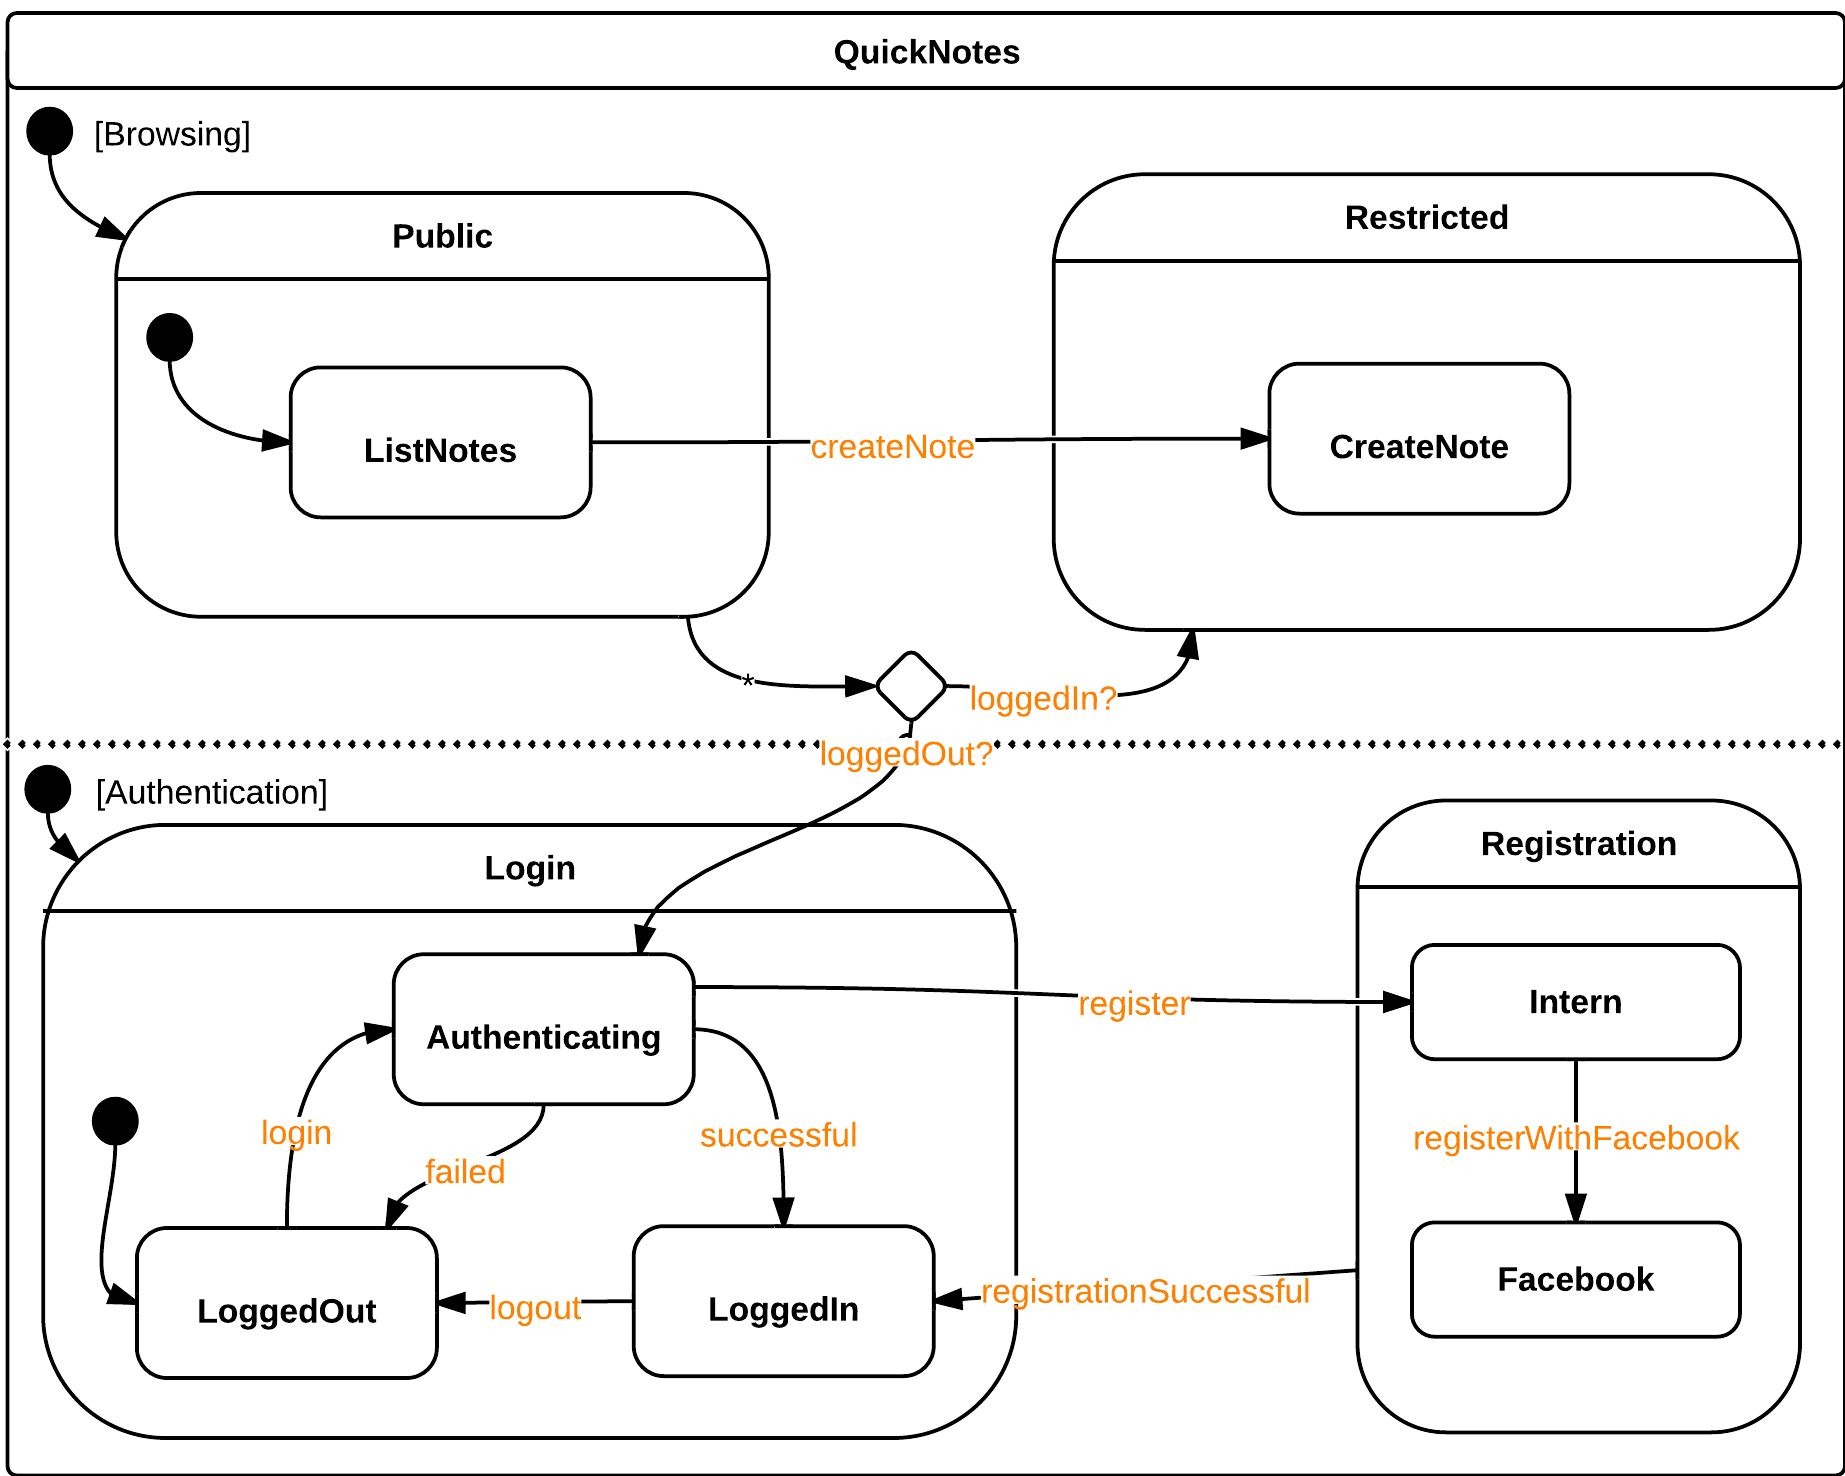 QuickNotes
[Browsing]
Public
Restricted
ListNotes
createNote
CreateNote
*
loggedIn?
loggedOut?
[Authentication]
Login
Registration
Authenticating
register
Intern
login
failed
successful
registerWithFacebook
LoggedOut
logout
LoggedIn
registrationSuccessful
Facebook